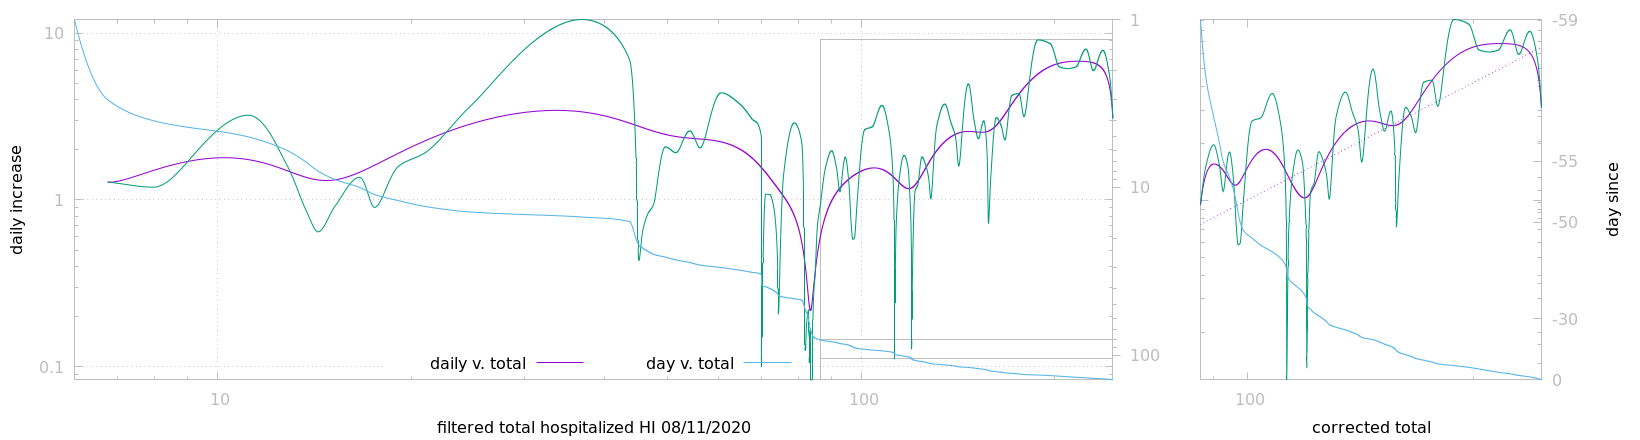 10
1
0.1
daily increase
1
10
100
daily v. total
day v. total
10
100
filtered total hospitalized HI 08/11/2020
-59
-55
-50
-30
0
day since
100
corrected total